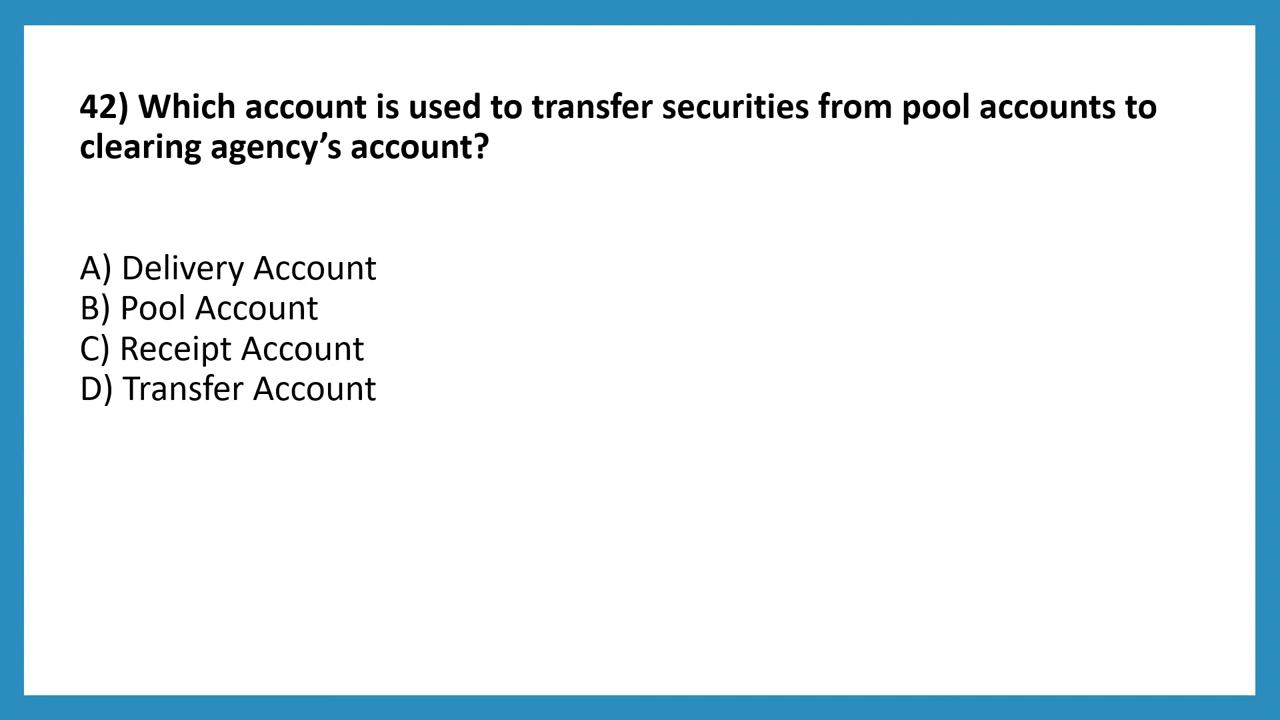 42) Which account is used to transfer securities from pool accounts to
clearing agency’s account?
A) Delivery Account
B) Pool Account
C) Receipt Account
D) Transfer Account